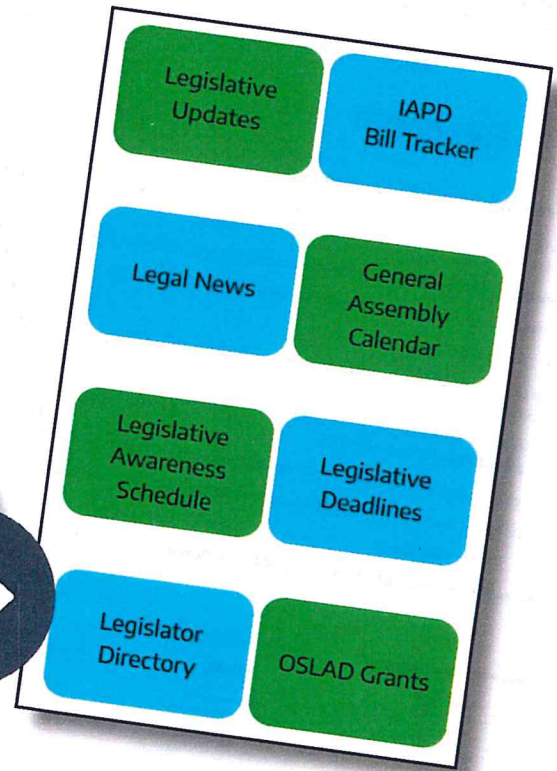 Legislative
Updates
IAPD
Bill Tracker
Legal News
General
Assembly
Calendar
Legislative
Awareness
Schedule
Legislative
Deadlines
Legislator
Directory
OSLAD Grants